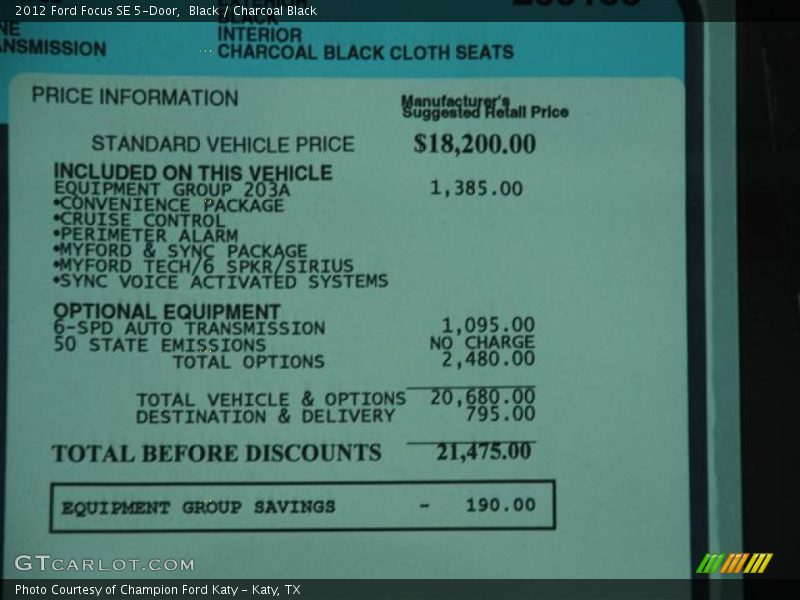 2012 Ford Focus SE 5-Door, Black / Charcoal Black
BLACK
INTERIOR
ANSMISSION
CHARCOAL BLACK CLOTH SEATS
PRICE INFORMATION
Manufacturer's
Suggested Retail Price
STANDARD VEHICLE PRICE $18,200.00
INCLUDED ON THIS VEHICLE
EQUIPMENT GROUP 203A 1,385.00
•CONVENIENCE PACKAGE
•CRUISE CONTROL
•PERIMETER ALARM
•MYFORD & SYNC PACKAGE
•MYFORD TECH/6 SPKR/SIRIUS
•SYNC VOICE ACTIVATED SYSTEMS
OPTIONAL EQUIPMENT
6-SPD AUTO TRANSMISSION 1,095.00
50 STATE EMISSIONS NO CHARGE
TOTAL OPTIONS 2,480.00
TOTAL VEHICLE & OPTIONS 20,680.00
DESTINATION & DELIVERY 795.00
TOTAL BEFORE DISCOUNTS 21,475.00
EQUIPMENT GROUP SAVINGS - 190.00
GTCARLOT.COM
Photo Courtesy of Champion Ford Katy - Katy, TX